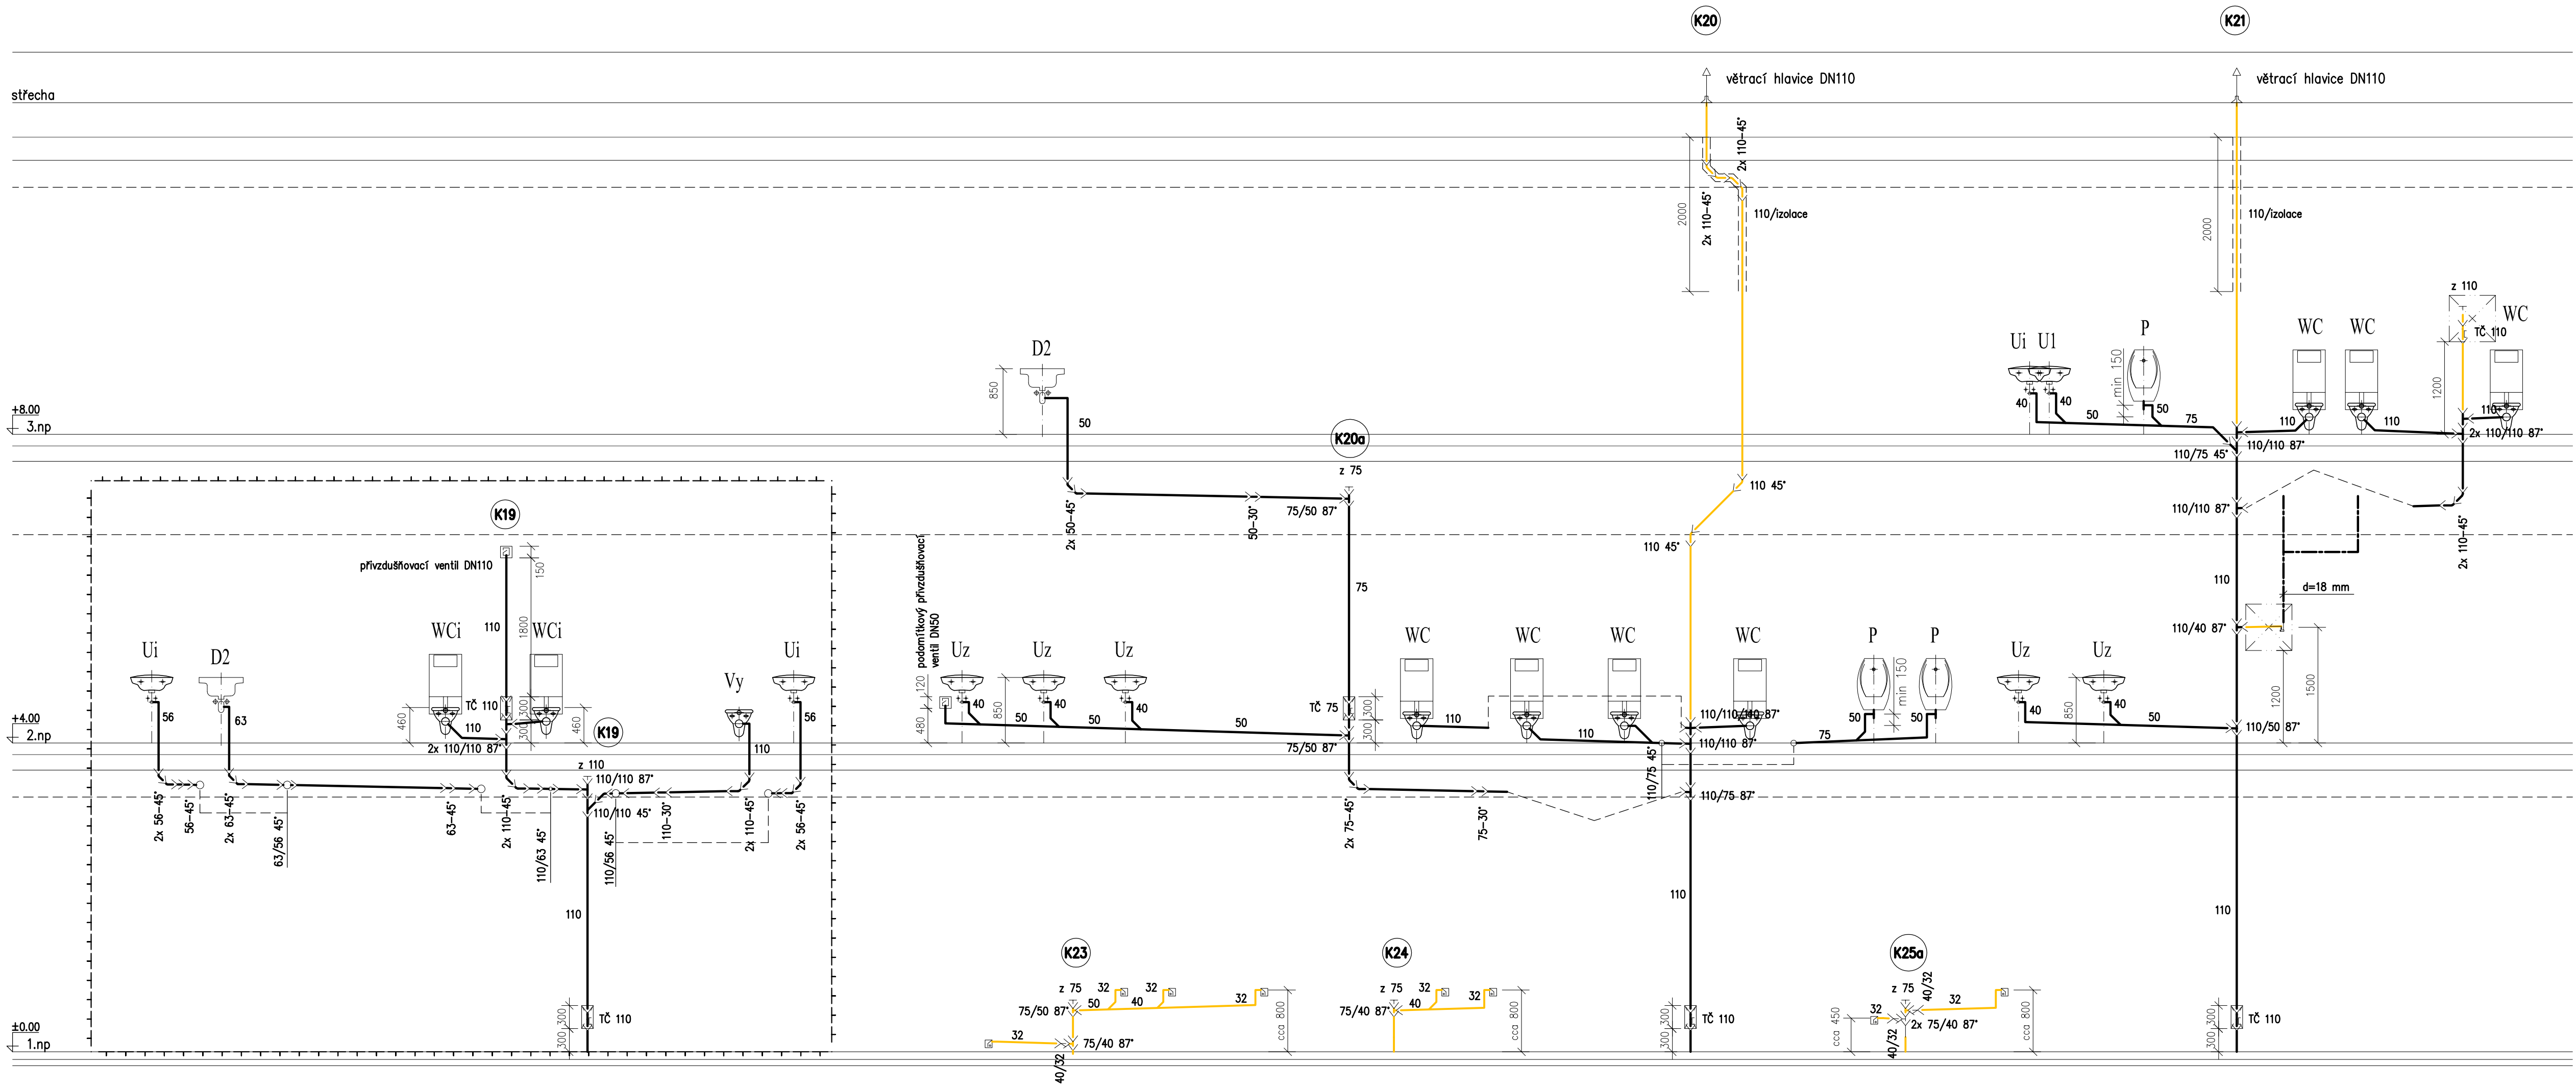 K20
K21
větrací hlavice DN110
větrací hlavice DN110
střecha
2x 110-45°
2000
2x 110-45°
110/izolace
2000
110/izolace
z 110
TČ 110
WC
D2
850
50
Ui
U1
P
min 150
WC
WC
1200
40
40
50
50
75
110
110
110
2x 110/110 87°
110/110 87°
110/75 45°
+8.00
3.np
K20a
z 75
75/50 87°
2x 50-45°
50-30°
110 45°
110 45°
110/110 87°
2x 110-45°
110
d=18 mm
110/40 87°
1200
1500
K19
přivzdušňovací ventil DN110
150
1800
110
WCi
WCi
Ui
D2
Vy
Ui
56
63
460
TČ 110
300
300
460
110
2x 110/110 87°
K19
z 110
110/110 87°
110
56
podomítkový přivzdušňovací
ventil DN50
120
480
Uz
Uz
Uz
40
850
40
40
50
50
50
75
TČ 75
300
300
75/50 87°
WC
WC
WC
WC
110
110
110/110/110 87°
110/110 87°
110/75 45°
110/75 87°
P
P
min 150
50
50
75
Uz
Uz
850
40
40
50
110/50 87°
+4.00
2.np
2x 56-45°
56-45°
2x 63-45°
63/56 45°
63-45°
2x 110-45°
110/63 45°
110/110 45°
110/56 45°
110-30°
2x 110-45°
2x 56-45°
2x 75-45°
75-30°
110
110
110
K23
z 75
32
32
32
50
40
75/50 87°
cca 800
32
75/40 87°
40/32
K24
z 75
32
32
40
75/40 87°
cca 800
300
300
TČ 110
K25a
z 75
40/32
32
32
2x 75/40 87°
cca 450
40/32
cca 800
300
300
TČ 110
300
300
TČ 110
±0.00
1.np